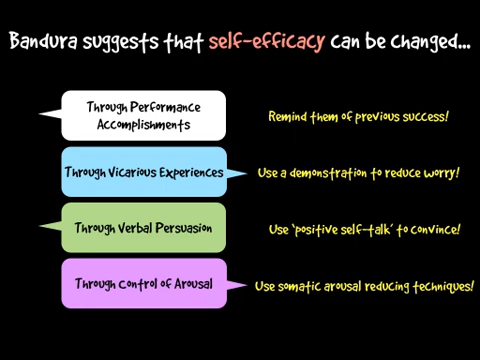 Bandura suggests that self-efficacy can be changed...
Through Performance
Accomplishments
Remind them of previous success!
Through Vicarious Experiences
Use a demonstration to reduce worry!
Through Verbal Persuasion
Use 'positive self-talk' to convince!
Through Control of Arousal
Use somatic arousal reducing techniques!